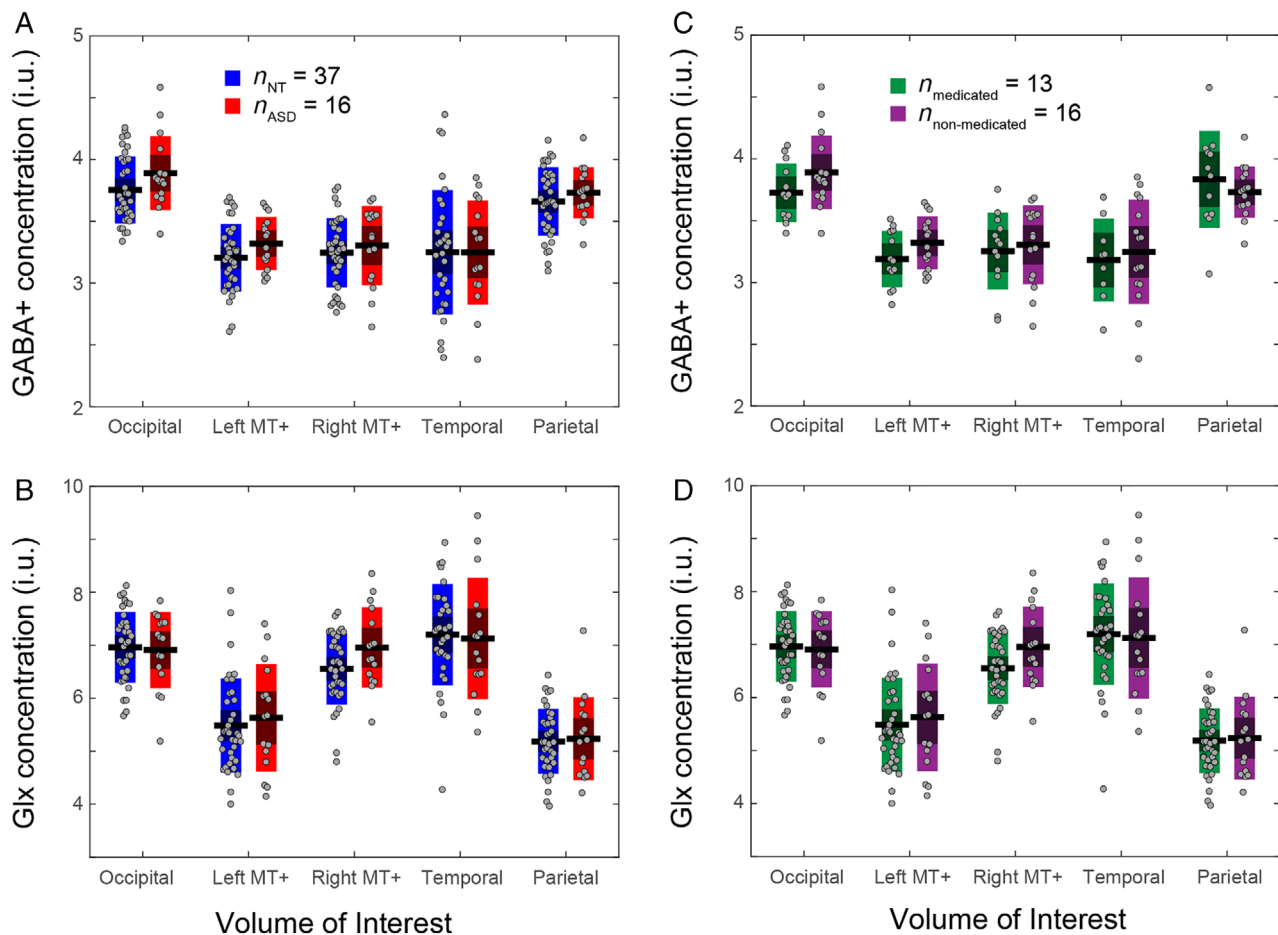 A
GABA+ concentration (i.u.)
5
4
3
2
nNT = 37
nASD = 16
Occipital Left MT+ Right MT+ Temporal Parietal
C
GABA+ concentration (i.u.)
5
4
3
2
nmedicated = 13
nnon-medicated = 16
Occipital Left MT+ Right MT+ Temporal Parietal
B
Glx concentration (i.u.)
10
8
6
4
Occipital Left MT+ Right MT+ Temporal Parietal
Volume of Interest
D
Glx concentration (i.u.)
10
8
6
4
Occipital Left MT+ Right MT+ Temporal Parietal
Volume of Interest